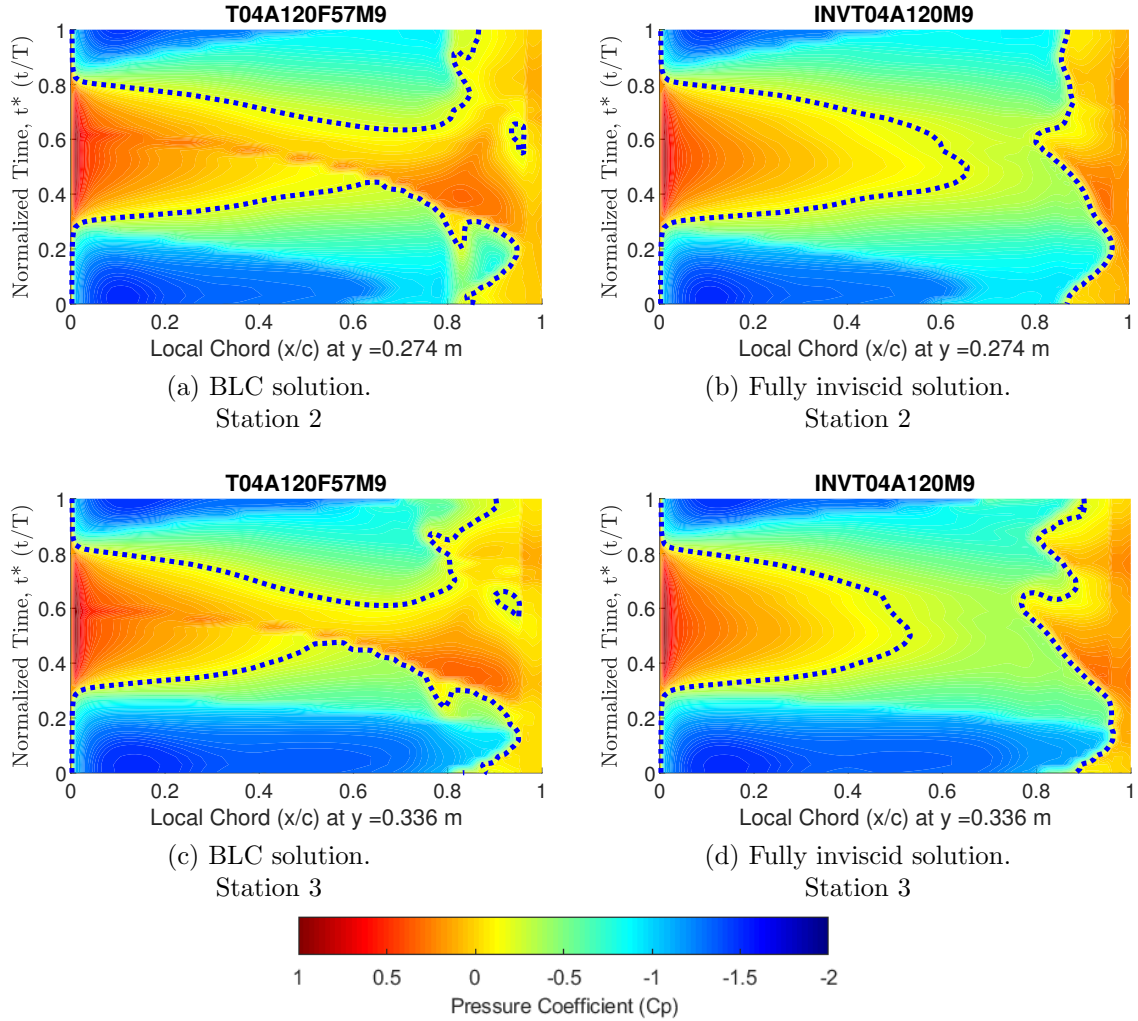 T04A120F57M9
INVT04A120M9
Normalized Time, t* (t/T)
1
0.8
0.6
0.4
0.2
0
0 0.2 0.4 0.6 0.8 1
Local Chord (x/c) at y =0.274 m
(a) BLC solution.
Station 2
Normalized Time, t* (t/T)
1
0.8
0.6
0.4
0.2
0
0 0.2 0.4 0.6 0.8 1
Local Chord (x/c) at y =0.274 m
(b) Fully inviscid solution.
Station 2
T04A120F57M9
INVT04A120M9
Normalized Time, t* (t/T)
1
0.8
0.6
0.4
0.2
0
0 0.2 0.4 0.6 0.8 1
Local Chord (x/c) at y =0.336 m
(c) BLC solution.
Station 3
Normalized Time, t* (t/T)
1
0.8
0.6
0.4
0.2
0
0 0.2 0.4 0.6 0.8 1
Local Chord (x/c) at y =0.336 m
(d) Fully inviscid solution.
Station 3
1 0.5 0 -0.5 -1 -1.5 -2
Pressure Coefficient (Cp)